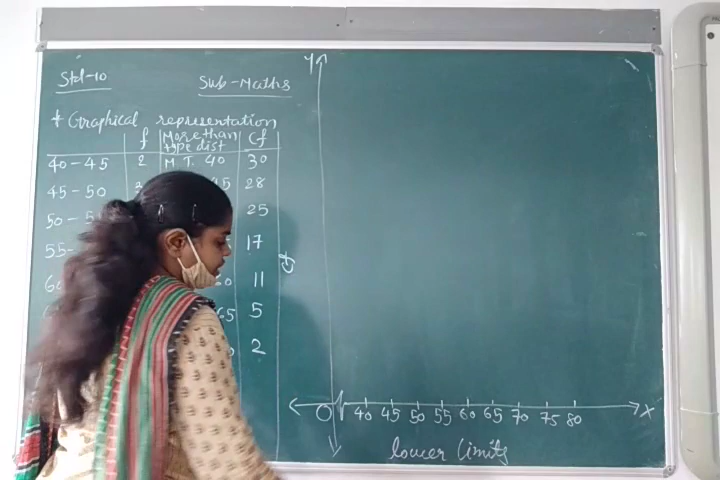 Std-10
Sub-Maths
* Graphical representation
f More than type dist Cf
40-45 2 M T. 40 30
45-50 28
50- 25
55- 17
11
65 5
2
Y
cf
O 40 45 50 55 60 65 70 75 80 X
lower limits